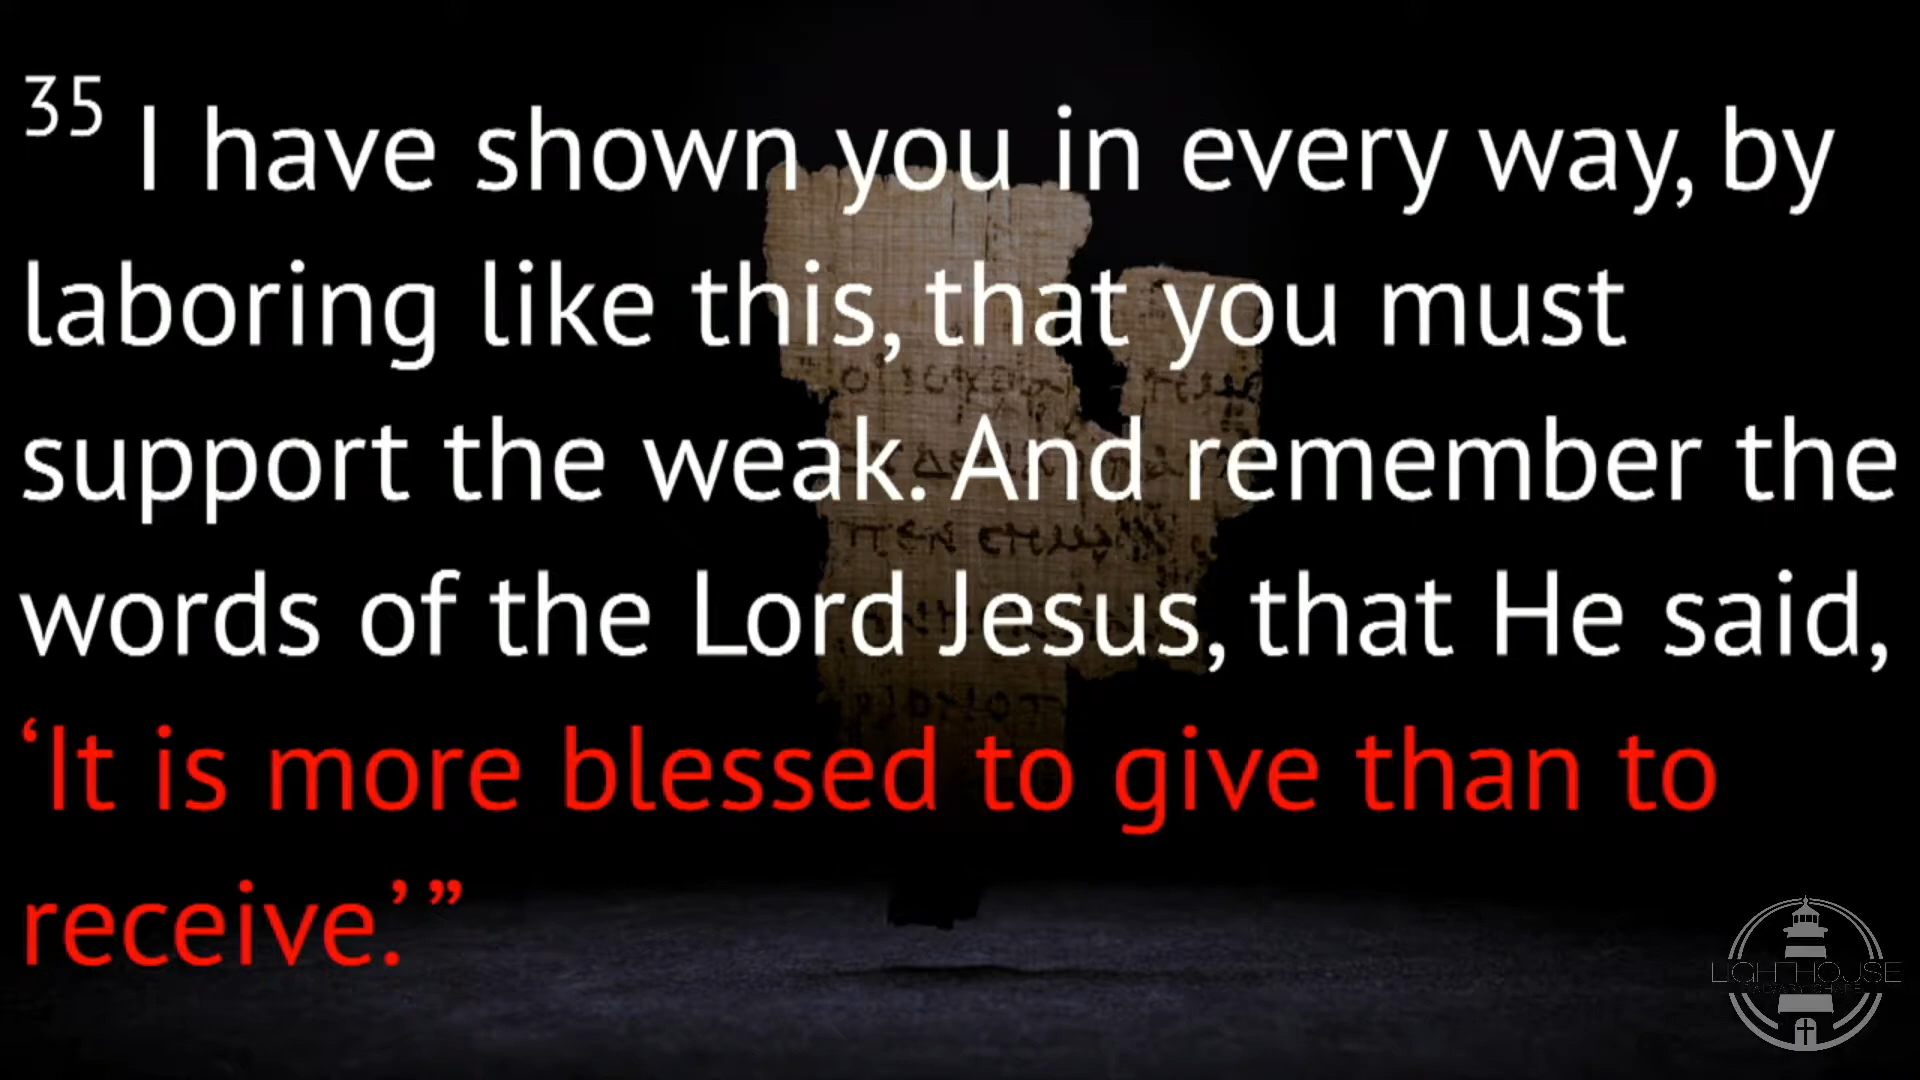 35 I have shown you in every way, by
laboring like this, that you must
support the weak. And remember the
words of the Lord Jesus, that He said,
‘It is more blessed to give than to
receive.’ ”
LIGHTHOUSE